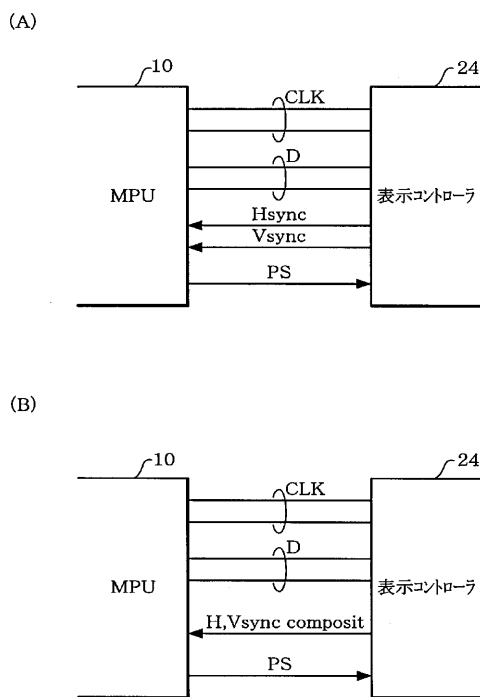 (A)
10
24
CLK
D
MPU
表示コントローラ
Hsync
Vsync
PS
(B)
10
24
CLK
D
MPU
表示コントローラ
H,Vsync composit
PS